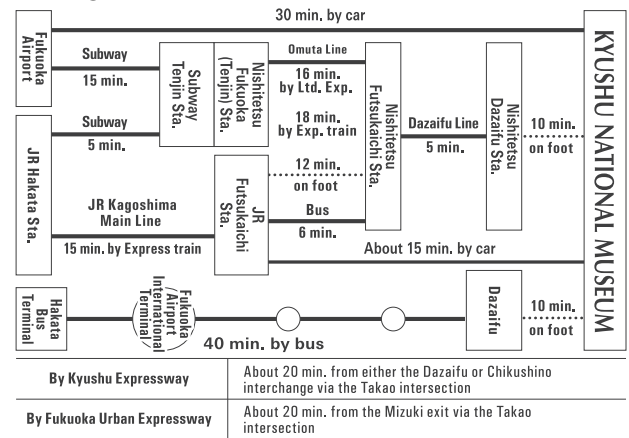 30 min. by car
Fukuoka
Airport
Subway
15 min.
Subway
Tenjin Sta.
Nishitetsu
Fukuoka
(Tenjin) Sta.
Omuta Line
16 min.
by Ltd. Exp.
18 min.
by Exp. train
Nishitetsu
Futsukaichi Sta.
Dazaifu Line
5 min.
Nishitetsu
Dazaifu Sta.
10 min.
on foot
KYUSHU NATIONAL MUSEUM
JR Hakata Sta.
Subway
5 min.
JR Kagoshima
Main Line
15 min. by Express train
JR
Futsukaichi
Sta.
12 min.
on foot
Bus
6 min.
About 15 min. by car
Hakata
Bus
Terminal
Fukuoka
Airport
International
Terminal
40 min. by bus
Dazaifu
10 min.
on foot
By Kyushu Expressway
About 20 min. from either the Dazaifu or Chikushino
interchange via the Takao intersection
By Fukuoka Urban Expressway
About 20 min. from the Mizuki exit via the Takao
intersection